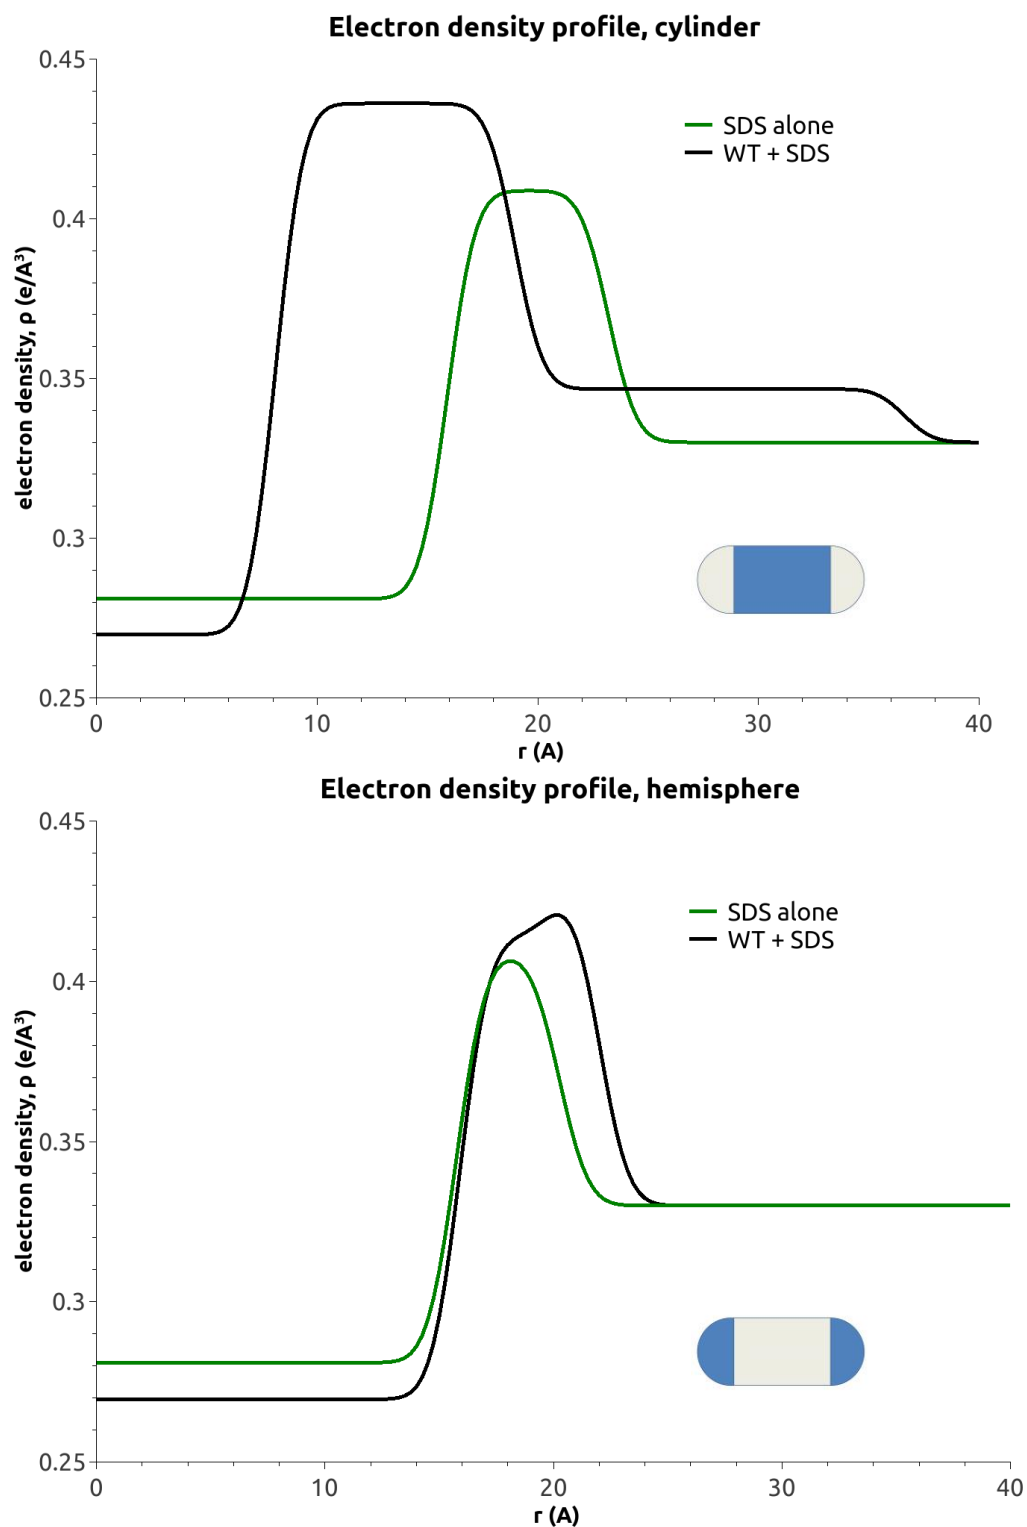 Electron density profile, cylinder
0.45
SDS alone
WT + SDS
0.4
electron density, ρ (e/A³)
0.35
0.3
0.25
0 10 20 30 40
r (A)
Electron density profile, hemisphere
0.45
SDS alone
WT + SDS
0.4
electron density, ρ (e/A³)
0.35
0.3
0.25
0 10 20 30 40
r (A)